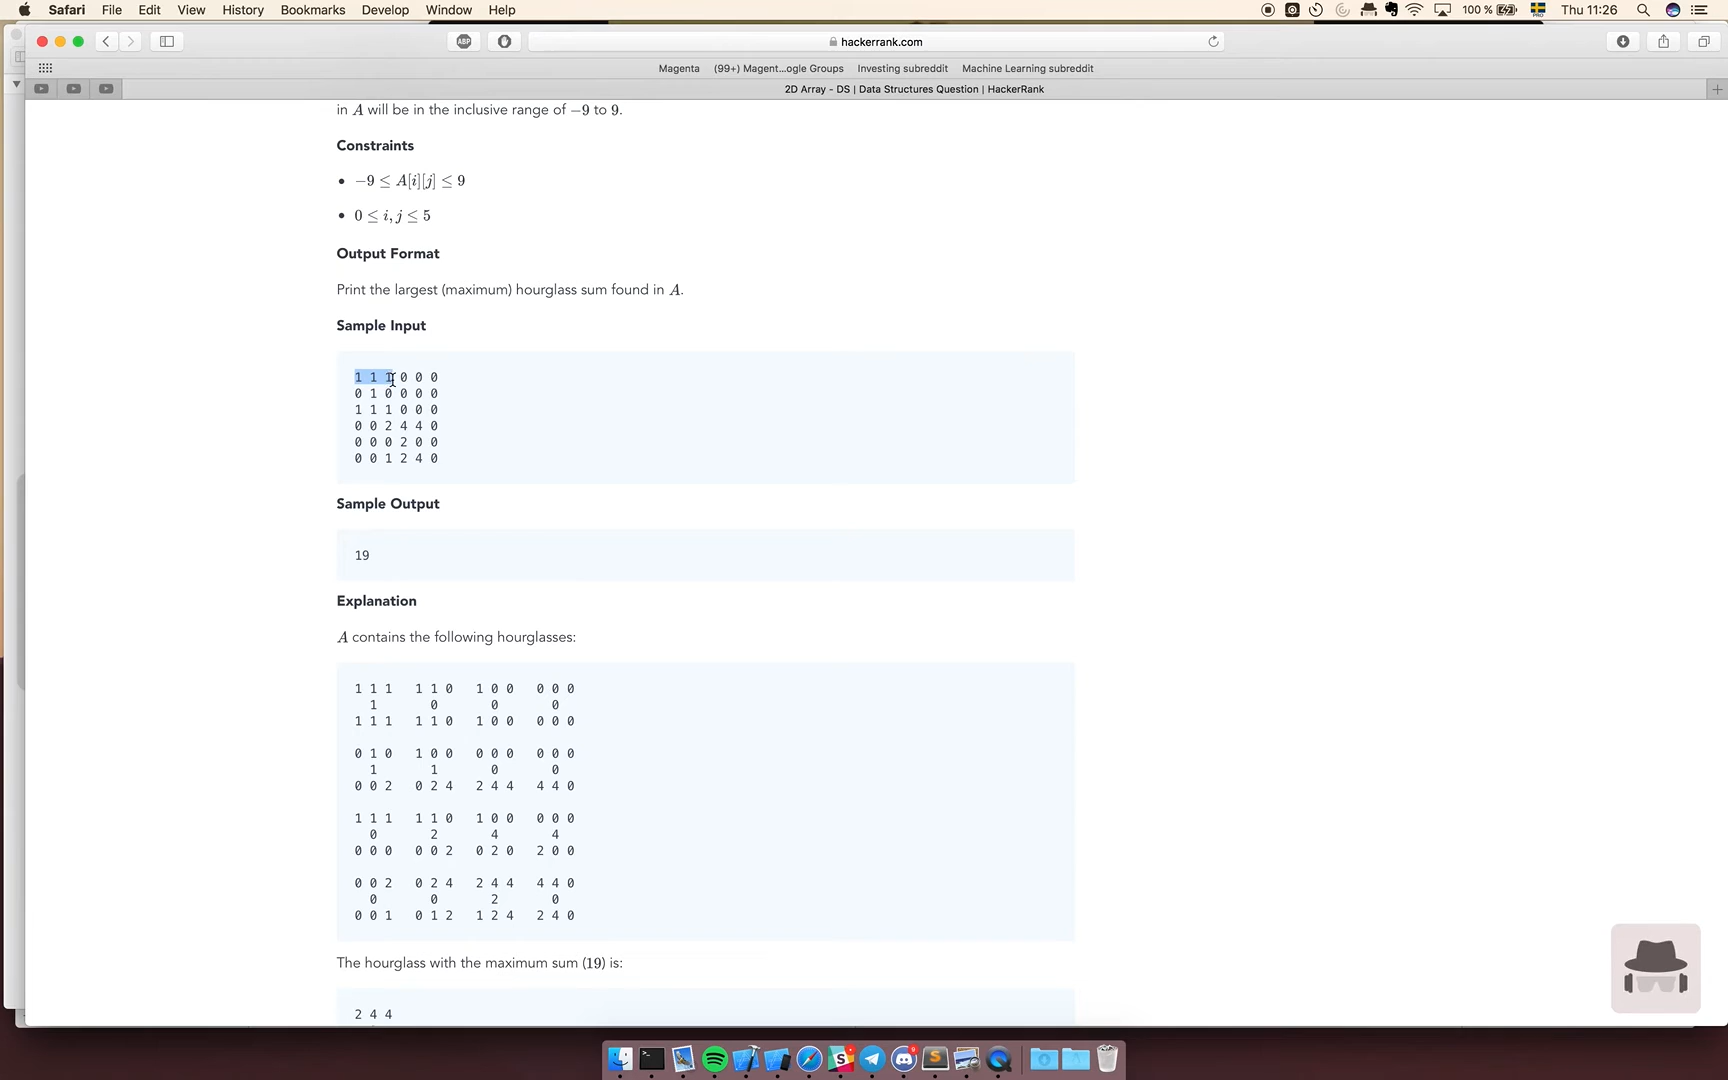 Safari File Edit View History Bookmarks Develop Window Help 100 % PRO Thu 11:26
ABP hackerrank.com
Magenta (99+) Magent...ogle Groups Investing subreddit Machine Learning subreddit
2D Array - DS | Data Structures Question | HackerRank
in A will be in the inclusive range of −9 to 9.
Constraints
• −9 ≤ A[i][j] ≤ 9
• 0 ≤ i, j ≤ 5
Output Format
Print the largest (maximum) hourglass sum found in A.
Sample Input
1 1 1 0 0 0
0 1 0 0 0 0
1 1 1 0 0 0
0 0 2 4 4 0
0 0 0 2 0 0
0 0 1 2 4 0
Sample Output
19
Explanation
A contains the following hourglasses:
1 1 1   1 1 0   1 0 0   0 0 0
1   0   0   0
1 1 1   1 1 0   1 0 0   0 0 0
0 1 0   1 0 0   0 0 0   0 0 0
1   1   0   0
0 0 2   0 2 4   2 4 4   4 4 0
1 1 1   1 1 0   1 0 0   0 0 0
0   2   4   4
0 0 0   0 0 2   0 2 0   2 0 0
0 0 2   0 2 4   2 4 4   4 4 0
0   0   2   0
0 0 1   0 1 2   1 2 4   2 4 0
The hourglass with the maximum sum (19) is:
2 4 4